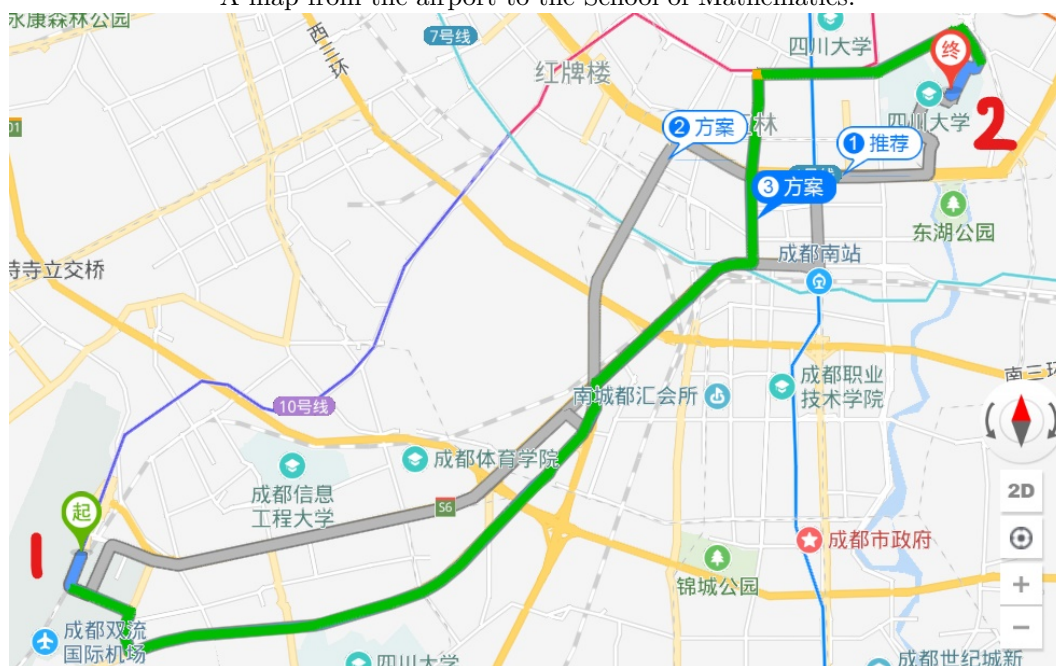 A map from the airport to the School of Mathematics.
永康森林公园
西三环
7号线
四川大学
终
红牌楼
四川大学
2
2 方案
林
1 推荐
3 方案
东湖公园
成都南站
寺立交桥
南三环
10号线
南城都汇会所
成都职业
技术学院
成都体育学院
成都信息
工程大学
S6
起
1
2D
成都市政府
锦城公园
+
−
成都双流
国际机场
四川大学
成都世纪城新